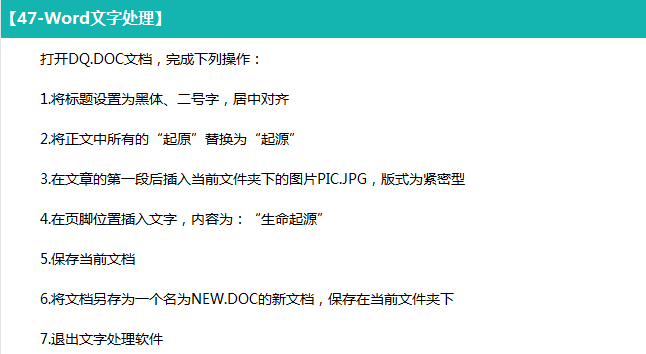 【47-Word文字处理】
打开DQ.DOC文档，完成下列操作：
1.将标题设置为黑体、二号字，居中对齐
2.将正文中所有的“起原”替换为“起源”
3.在文章的第一段后插入当前文件夹下的图片PIC.JPG，版式为紧密型
4.在页脚位置插入文字，内容为：“生命起源”
5.保存当前文档
6.将文档另存为一个名为NEW.DOC的新文档，保存在当前文件夹下
7.退出文字处理软件